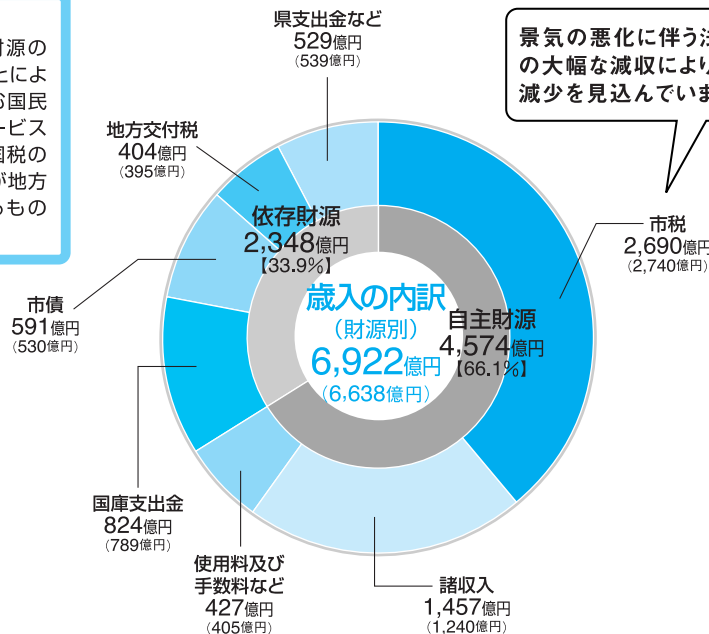 財源の
とによ
む国民
ービス
国税の
が地方
るもの
景気の悪化に伴う法
の大幅な減収により
減少を見込んでいま
県支出金など
529億円
(539億円)
地方交付税
404億円
(395億円)
依存財源
2,348億円
【33.9%】
市税
2,690億円
(2,740億円)
市債
591億円
(530億円)
歳入の内訳
(財源別)
6,922億円
(6,638億円)
自主財源
4,574億円
【66.1%】
国庫支出金
824億円
(789億円)
使用料及び
手数料など
427億円
(405億円)
諸収入
1,457億円
(1,240億円)